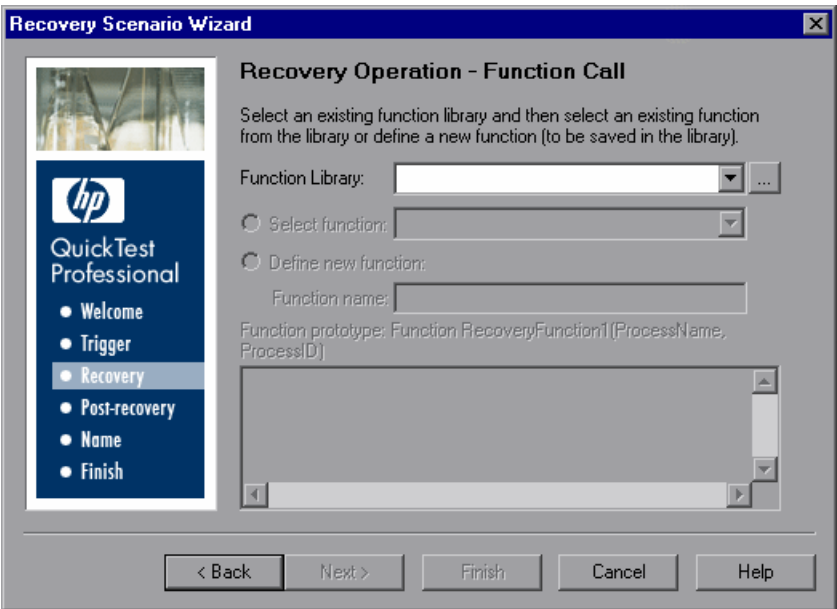 Recovery Scenario Wizard
Recovery Operation - Function Call
Select an existing function library and then select an existing function
from the library or define a new function (to be saved in the library).
Function Library:
...
Select function:
Define new function:
Function name:
Function prototype: Function RecoveryFunction1(ProcessName,
ProcessID)
hp
QuickTest
Professional
Welcome
Trigger
Recovery
Post-recovery
Name
Finish
< Back
Next >
Finish
Cancel
Help